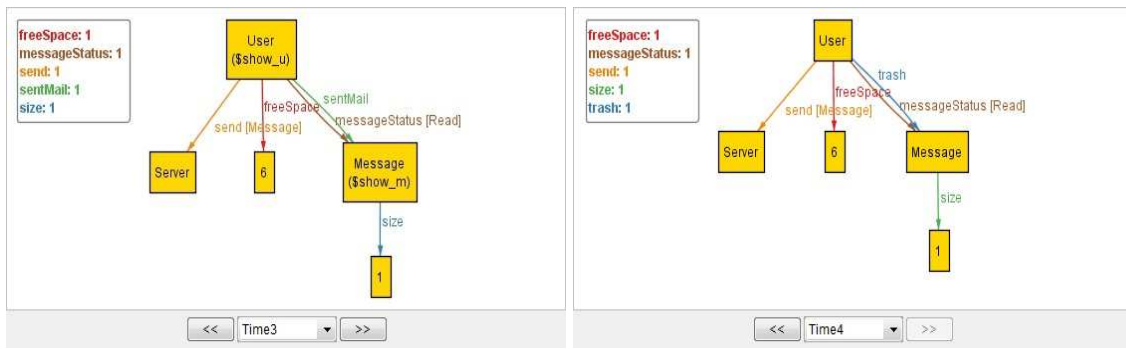 freeSpace: 1
messageStatus: 1
send: 1
sentMail: 1
size: 1
User
($show_u)
sentMail
freeSpace
messageStatus [Read]
send [Message]
Server
6
Message
($show_m)
size
1
<< Time3 >>
freeSpace: 1
messageStatus: 1
send: 1
size: 1
trash: 1
User
trash
freeSpace
messageStatus [Read]
send [Message]
Server
6
Message
size
1
<< Time4 >>